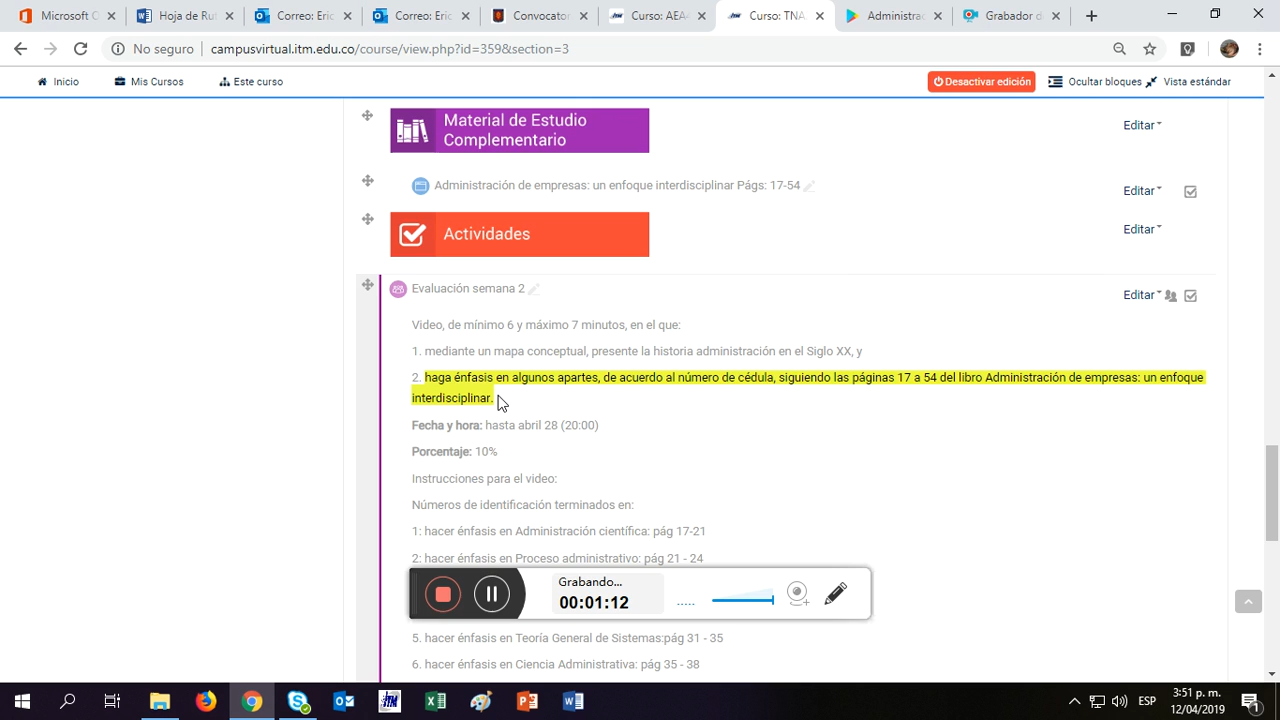 Microsoft O
Hoja de Rut
Correo: Eric
Correo: Eric
Convocator
Curso: AEA4
Curso: TNA
Administrac
Grabador d
No seguro
campusvirtual.itm.edu.co/course/view.php?id=359&section=3
Inicio
Mis Cursos
Este curso
Desactivar edición
Ocultar bloques
Vista estándar
Material de Estudio
Complementario
Editar
Administración de empresas: un enfoque interdisciplinar Págs: 17-54
Editar
Actividades
Editar
Evaluación semana 2
Editar
Video, de mínimo 6 y máximo 7 minutos, en el que:
1. mediante un mapa conceptual, presente la historia administración en el Siglo XX, y
2. haga énfasis en algunos apartes, de acuerdo al número de cédula, siguiendo las páginas 17 a 54 del libro Administración de empresas: un enfoque
interdisciplinar.
Fecha y hora: hasta abril 28 (20:00)
Porcentaje: 10%
Instrucciones para el video:
Números de identificación terminados en:
1: hacer énfasis en Administración científica: pág 17-21
2: hacer énfasis en Proceso administrativo: pág 21 - 24
Grabando...
00:01:12
5. hacer énfasis en Teoría General de Sistemas:pág 31 - 35
6. hacer énfasis en Ciencia Administrativa: pág 35 - 38
ESP
3:51 p. m.
12/04/2019
1